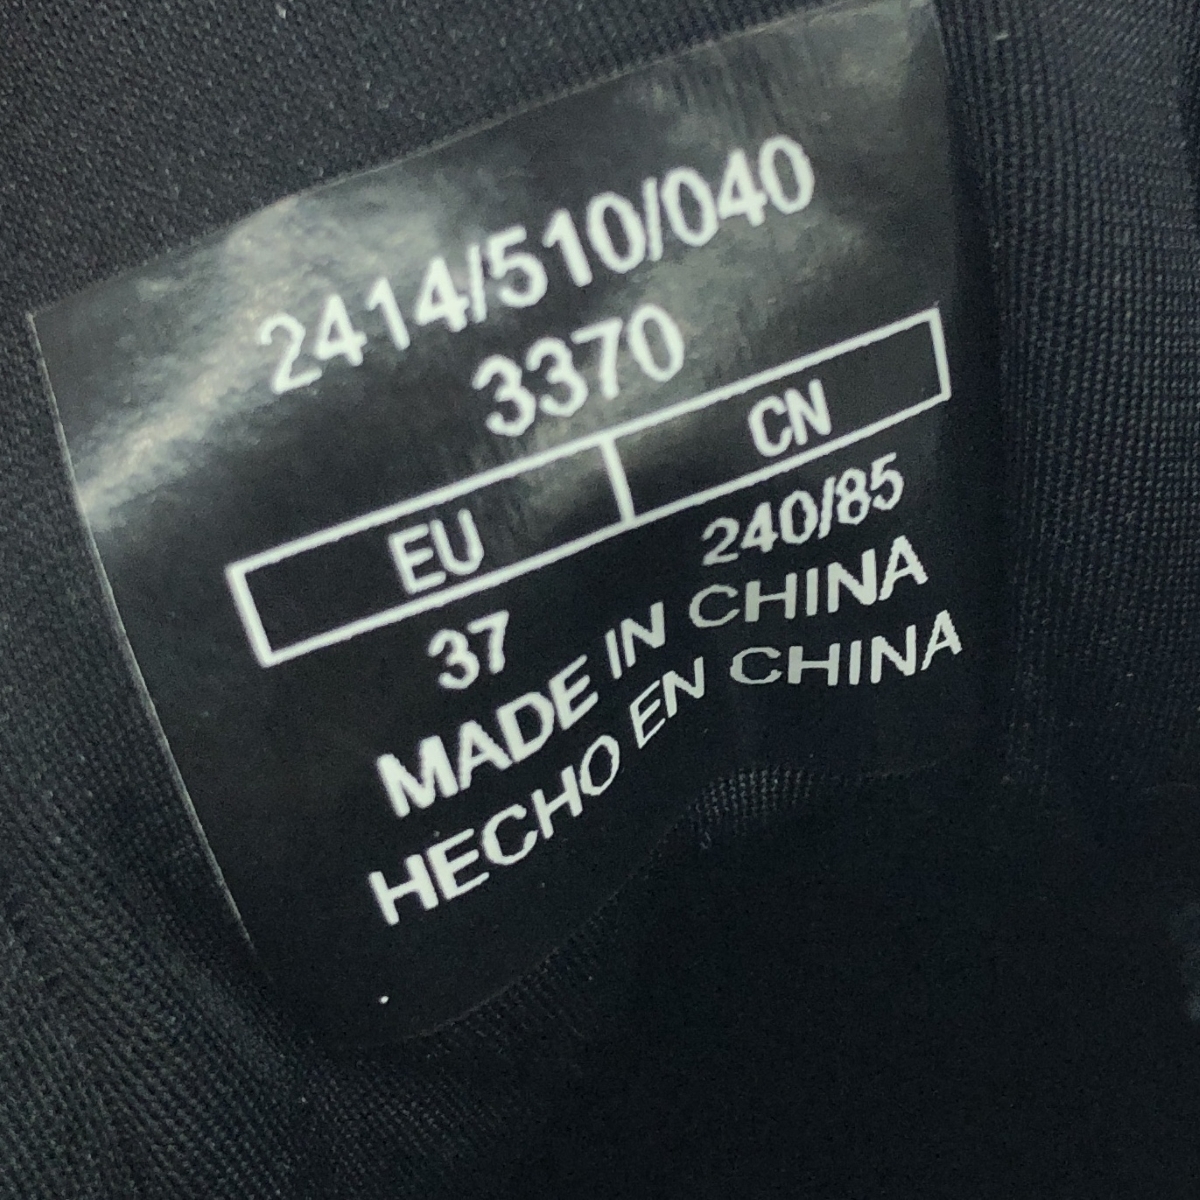 2414/510/040
3370
EU CN
37 240/85
MADE IN CHINA
HECHO EN CHINA